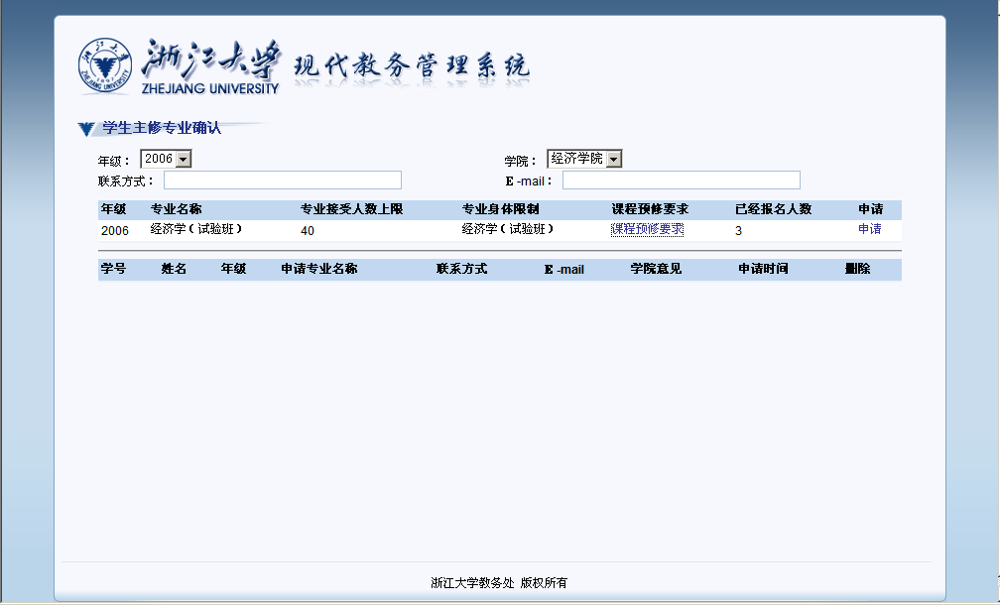 浙江大学 现代教务管理系统
ZHEJIANG UNIVERSITY
学生主修专业确认
年级： 2006 学院： 经济学院
联系方式： E -mail：
年级 专业名称 专业接受人数上限 专业身体限制 课程预修要求 已经报名人数 申请
2006 经济学（试验班） 40 经济学（试验班） 课程预修要求 3 申请
学号 姓名 年级 申请专业名称 联系方式 E -mail 学院意见 申请时间 删除
浙江大学教务处 版权所有